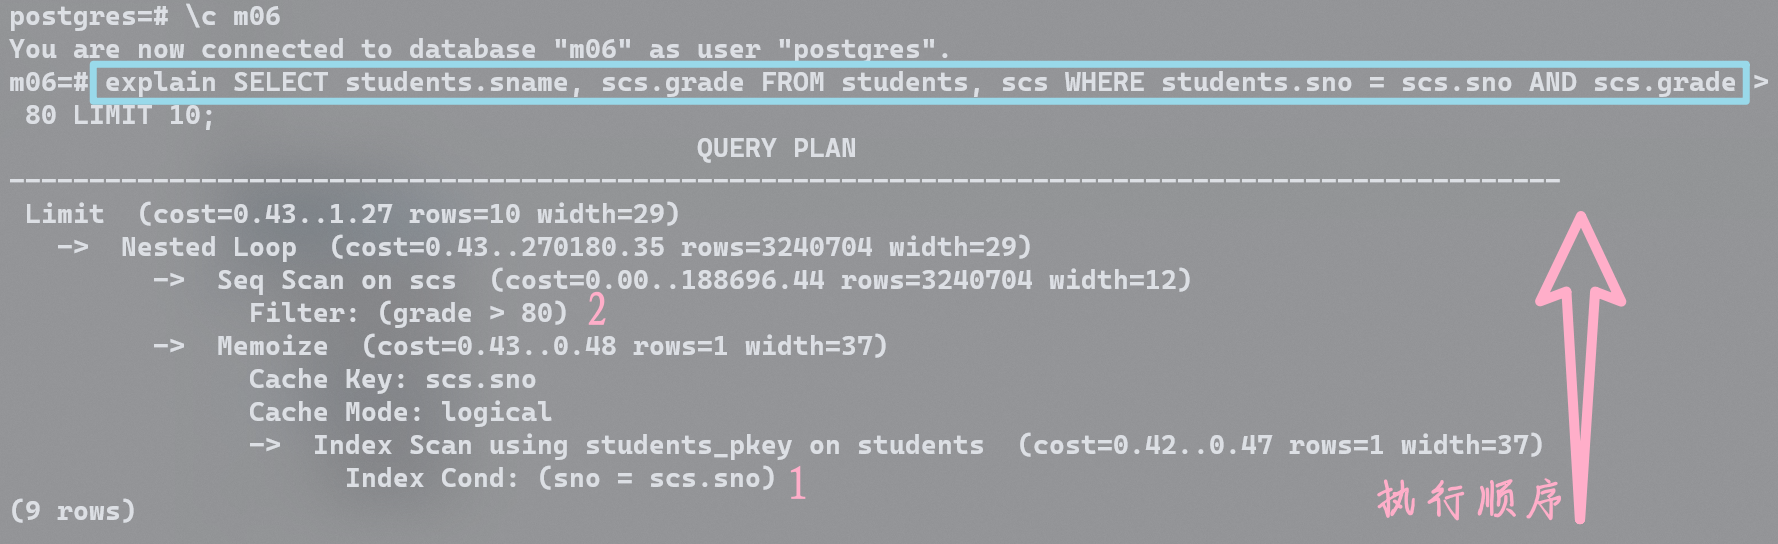 postgres=# \c m06
You are now connected to database "m06" as user "postgres".
m06=# explain SELECT students.sname, scs.grade FROM students, scs WHERE students.sno = scs.sno AND scs.grade >
80 LIMIT 10;
QUERY PLAN
-------------------------------------------------------------------------------------------------
Limit  (cost=0.43..1.27 rows=10 width=29)
  ->  Nested Loop  (cost=0.43..270180.35 rows=3240704 width=29)
        ->  Seq Scan on scs  (cost=0.00..188696.44 rows=3240704 width=12)
              Filter: (grade > 80) 2
        ->  Memoize  (cost=0.43..0.48 rows=1 width=37)
              Cache Key: scs.sno
              Cache Mode: logical
              ->  Index Scan using students_pkey on students  (cost=0.42..0.47 rows=1 width=37)
                    Index Cond: (sno = scs.sno) 1
执行顺序
(9 rows)